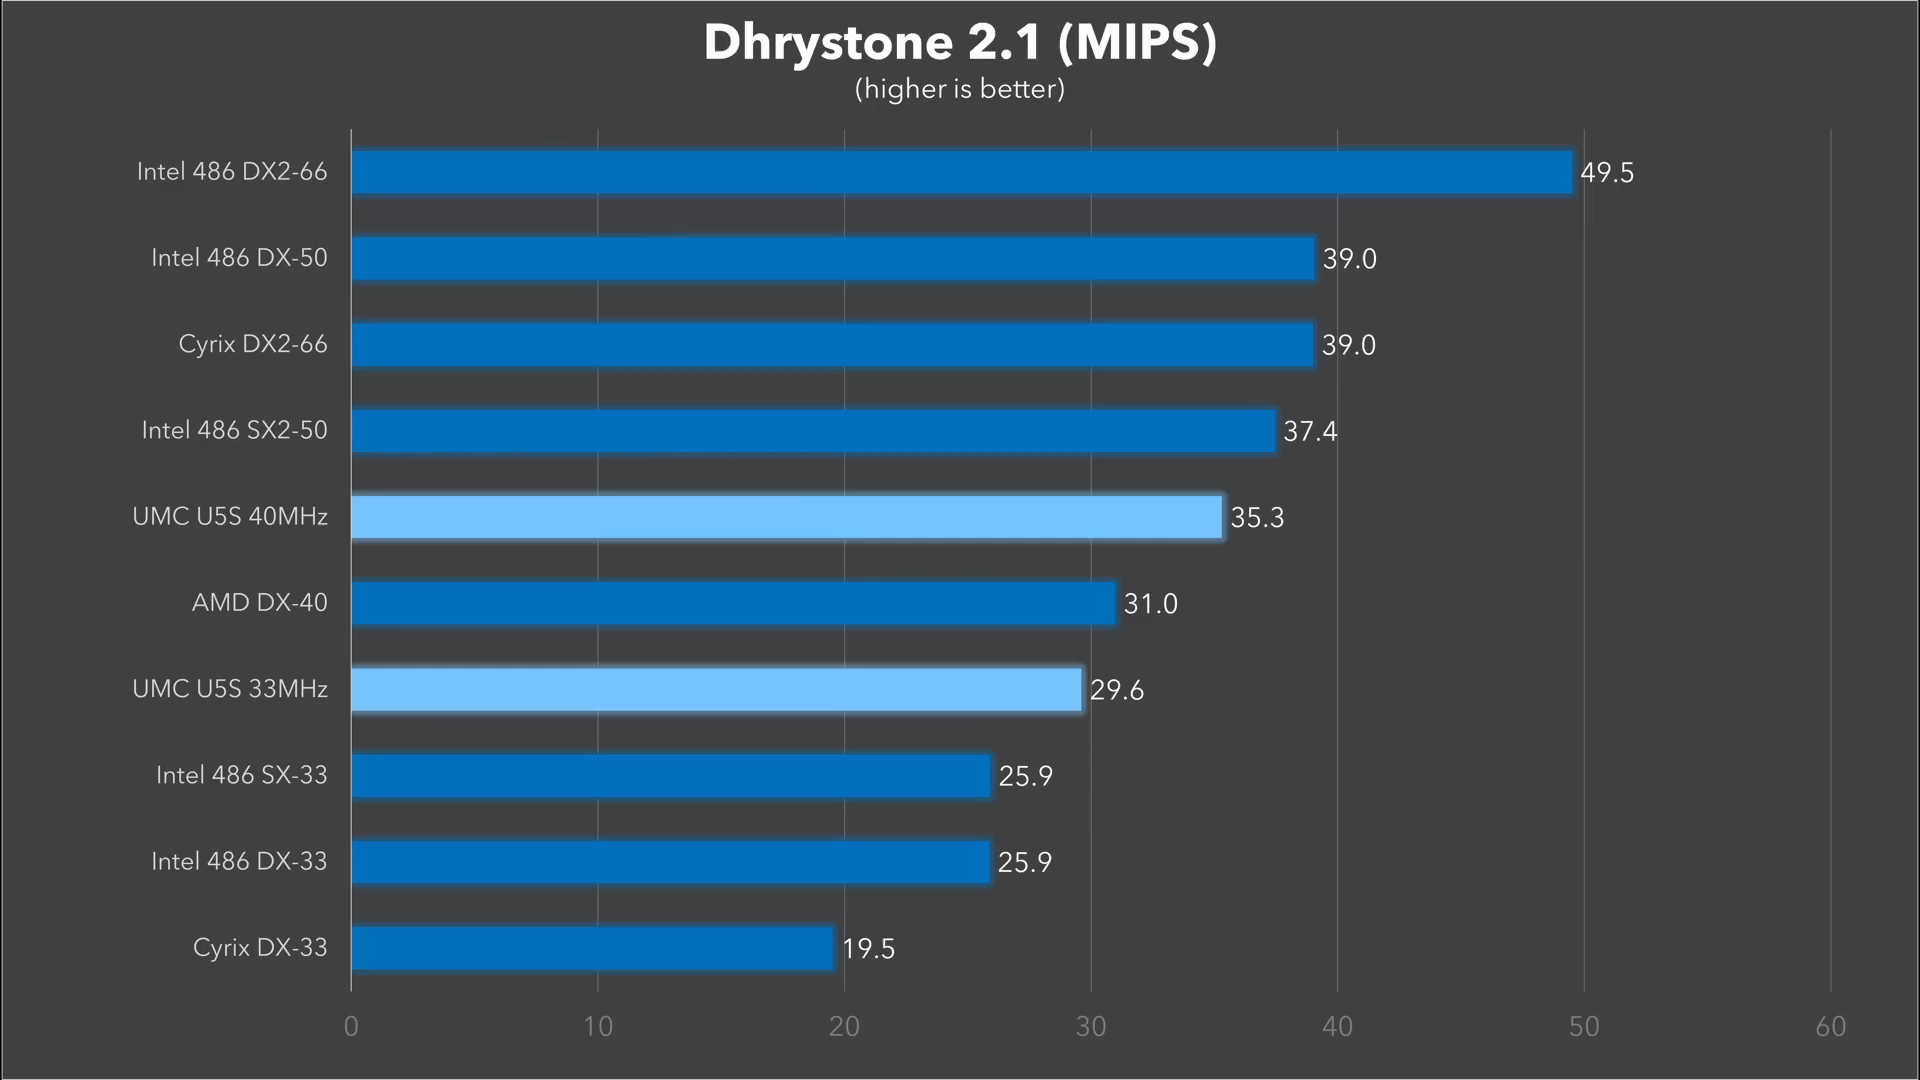 Dhrystone 2.1 (MIPS)
(higher is better)
Intel 486 DX2-66 49.5
Intel 486 DX-50 39.0
Cyrix DX2-66 39.0
Intel 486 SX2-50 37.4
UMC U5S 40MHz 35.3
AMD DX-40 31.0
UMC U5S 33MHz 29.6
Intel 486 SX-33 25.9
Intel 486 DX-33 25.9
Cyrix DX-33 19.5
0 10 20 30 40 50 60